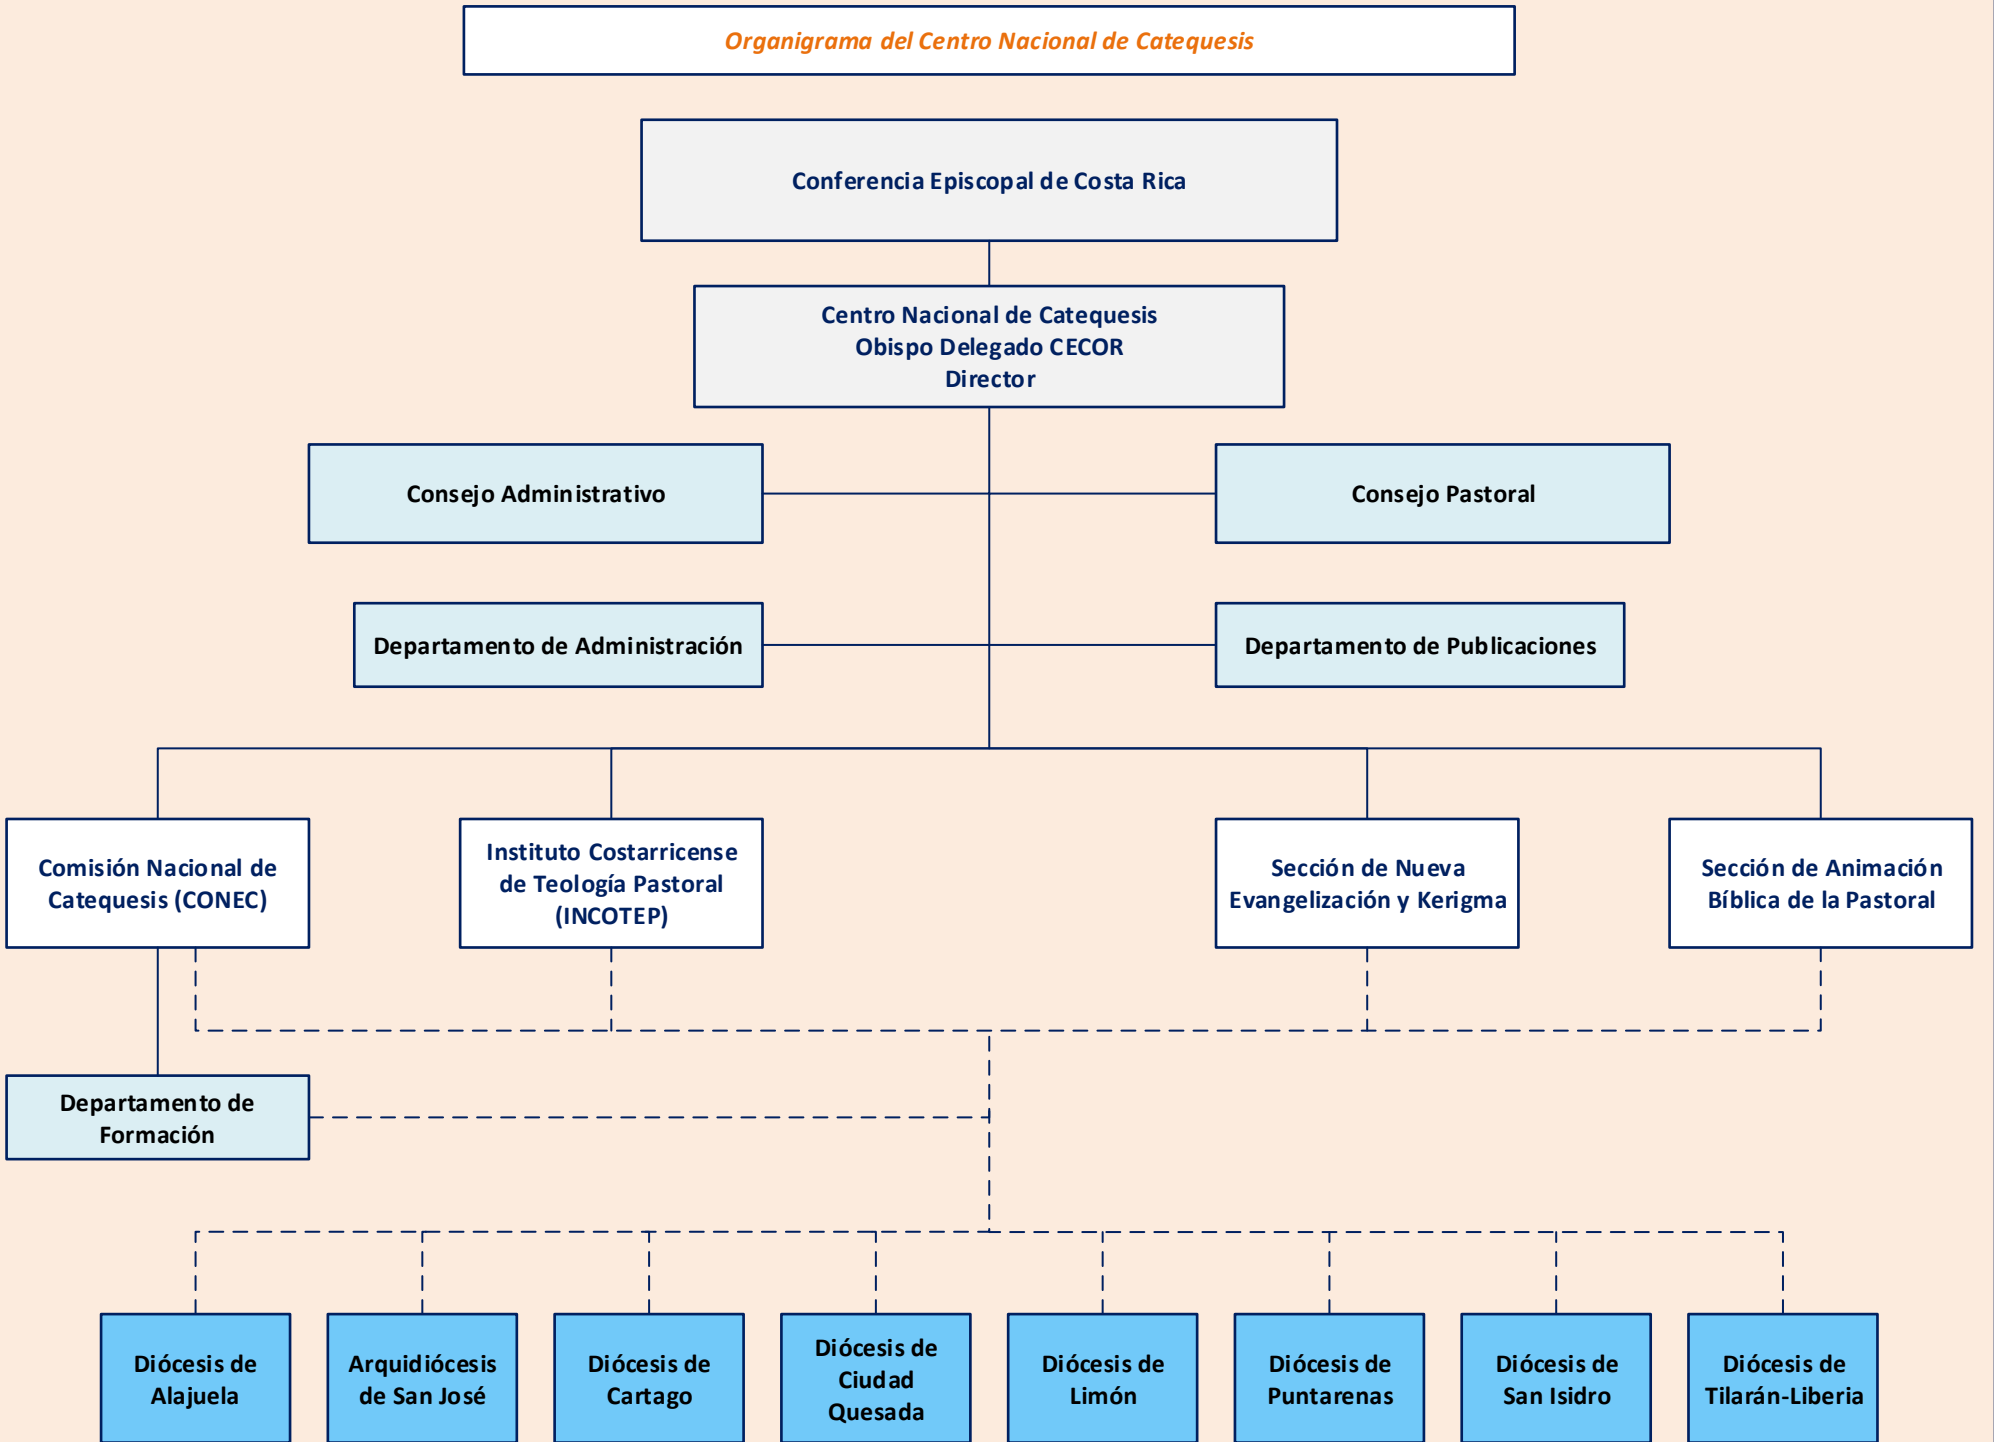 Organigrama del Centro Nacional de Catequesis
Conferencia Episcopal de Costa Rica
Centro Nacional de Catequesis
Obispo Delegado CECOR
Director
Consejo Administrativo
Consejo Pastoral
Departamento de Administración
Departamento de Publicaciones
Comisión Nacional de
Catequesis (CONEC)
Instituto Costarricense
de Teología Pastoral
(INCOTEP)
Sección de Nueva
Evangelización y Kerigma
Sección de Animación
Bíblica de la Pastoral
Departamento de
Formación
Diócesis de
Alajuela
Arquidiócesis
de San José
Diócesis de
Cartago
Diócesis de
Ciudad
Quesada
Diócesis de
Limón
Diócesis de
Puntarenas
Diócesis de
San Isidro
Diócesis de
Tilarán-Liberia